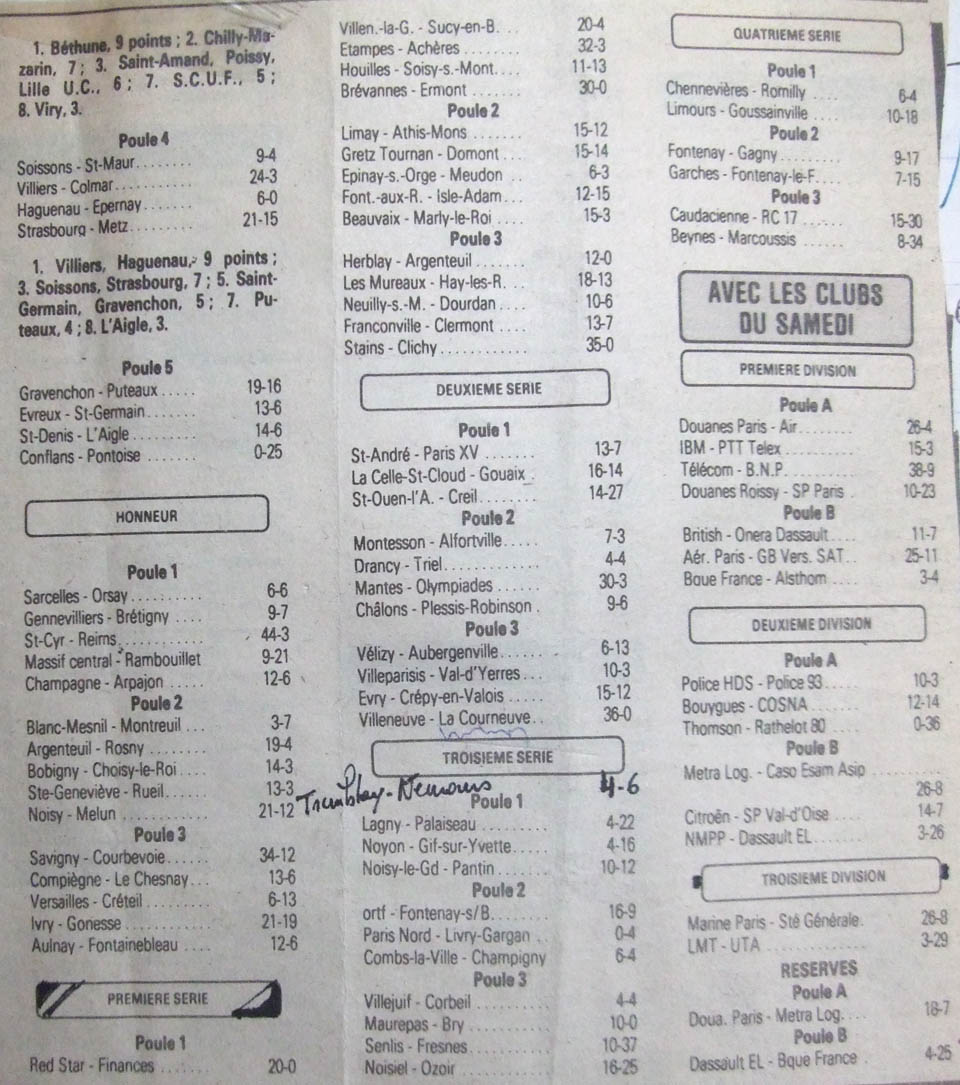 1. Béthune, 9 points ; 2. Chilly-Ma-
zarin, 7 ; 3. Saint-Amand, Poissy,
Lille U.C., 6 ; 7. S.C.U.F., 5 ;
8. Viry, 3.
Poule 4
Soissons - St-Maur........ 9-4
Villiers - Colmar........... 24-3
Haguenau - Epernay....... 6-0
Strasbourg - Metz......... 21-15
1. Villiers, Haguenau, 9 points ;
3. Soissons, Strasbourg, 7 ; 5. Saint-
Germain, Gravenchon, 5 ; 7. Pu-
teaux, 4 ; 8. L'Aigle, 3.
Poule 5
Gravenchon - Puteaux ..... 19-16
Evreux - St-Germain....... 13-6
St-Denis - L'Aigle ......... 14-6
Conflans - Pontoise ....... 0-25
HONNEUR
Poule 1
Sarcelles - Orsay.......... 6-6
Gennevilliers - Brétigny .... 9-7
St-Cyr - Reims............ 44-3
Massif central - Rambouillet 9-21
Champagne - Arpajon ..... 12-6
Poule 2
Blanc-Mesnil - Montreuil ... 3-7
Argenteuil - Rosny ........ 19-4
Bobigny - Choisy-le-Roi .... 14-3
Ste-Geneviève - Rueil...... 13-3
Noisy - Melun ............ 21-12
Poule 3
Savigny - Courbevoie...... 34-12
Compiègne - Le Chesnay... 13-6
Versailles - Créteil ........ 6-13
Ivry - Gonesse ........... 21-19
Aulnay - Fontainebleau .... 12-6
PREMIERE SERIE
Poule 1
Red Star - Finances ....... 20-0
Villen.-la-G. - Sucy-en-B... 20-4
Etampes - Achères ........ 32-3
Houilles - Soisy-s.-Mont.... 11-13
Brévannes - Ermont ....... 30-0
Poule 2
Limay - Athis-Mons ....... 15-12
Gretz Tournan - Domont ... 15-14
Epinay-s.-Orge - Meudon .. 6-3
Font.-aux-R. - Isle-Adam... 12-15
Beauvaix - Marly-le-Roi .... 15-3
Poule 3
Herblay - Argenteuil ....... 12-0
Les Mureaux - Hay-les-R. .. 18-13
Neuilly-s.-M. - Dourdan .... 10-6
Franconville - Clermont .... 13-7
Stains - Clichy ............ 35-0
DEUXIEME SERIE
Poule 1
St-André - Paris XV ....... 13-7
La Celle-St-Cloud - Gouaix . 16-14
St-Ouen-l'A. - Creil........ 14-27
Poule 2
Montesson - Alfortville..... 7-3
Drancy - Triel............. 4-4
Mantes - Olympiades ...... 30-3
Châlons - Plessis-Robinson . 9-6
Poule 3
Vélizy - Aubergenville...... 6-13
Villeparisis - Val-d'Yerres... 10-3
Evry - Crépy-en-Valois..... 15-12
Villeneuve - La Courneuve.. 36-0
TROISIEME SERIE
Tremblay - Nemours 4-6
Poule 1
Lagny - Palaiseau ......... 4-22
Noyon - Gif-sur-Yvette..... 4-16
Noisy-le-Gd - Pantin ....... 10-12
Poule 2
ortf - Fontenay-s/B........ 16-9
Paris Nord - Livry-Gargan .. 0-4
Combs-la-Ville - Champigny 6-4
Poule 3
Villejuif - Corbeil .......... 4-4
Maurepas - Bry ........... 10-0
Senlis - Fresnes........... 10-37
Noisiel - Ozoir ............ 16-25
QUATRIEME SERIE
Poule 1
Chennevières - Romilly .... 6-4
Limours - Goussainville .... 10-18
Poule 2
Fontenay - Gagny ......... 9-17
Garches - Fontenay-le-F.... 7-15
Poule 3
Caudacienne - RC 17 ...... 15-30
Beynes - Marcoussis ...... 8-34
AVEC LES CLUBS
DU SAMEDI
PREMIERE DIVISION
Poule A
Douanes Paris - Air........ 26-4
IBM - PTT Telex .......... 15-3
Télécom - B.N.P........... 38-9
Douanes Roissy - SP Paris . 10-23
Poule B
British - Onera Dassault.... 11-7
Aér. Paris - GB Vers. SAT.. 25-11
Bque France - Alsthom .... 3-4
DEUXIEME DIVISION
Poule A
Police HDS - Police 93..... 10-3
Bouygues - COSNA ....... 12-14
Thomson - Rathelot 80 .... 0-36
Poule B
Metra Log. - Caso Esam Asip
26-8
Citroën - SP Val-d'Oise .... 14-7
NMPP - Dassault EL....... 3-26
TROISIEME DIVISION
Marine Paris - Sté Générale. 26-8
LMT - UTA .............. 3-29
RESERVES
Poule A
Doua. Paris - Metra Log.... 18-7
Poule B
Dassault EL - Bque France . 4-25